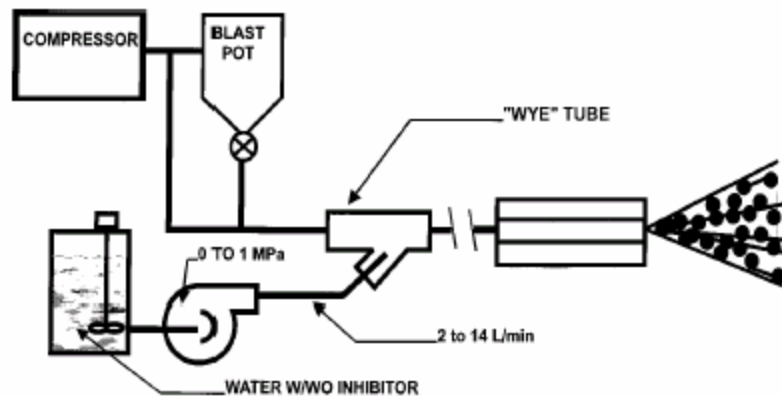 COMPRESSOR
BLAST
POT
"WYE" TUBE
0 TO 1 MPa
2 to 14 L/min
WATER W/WO INHIBITOR